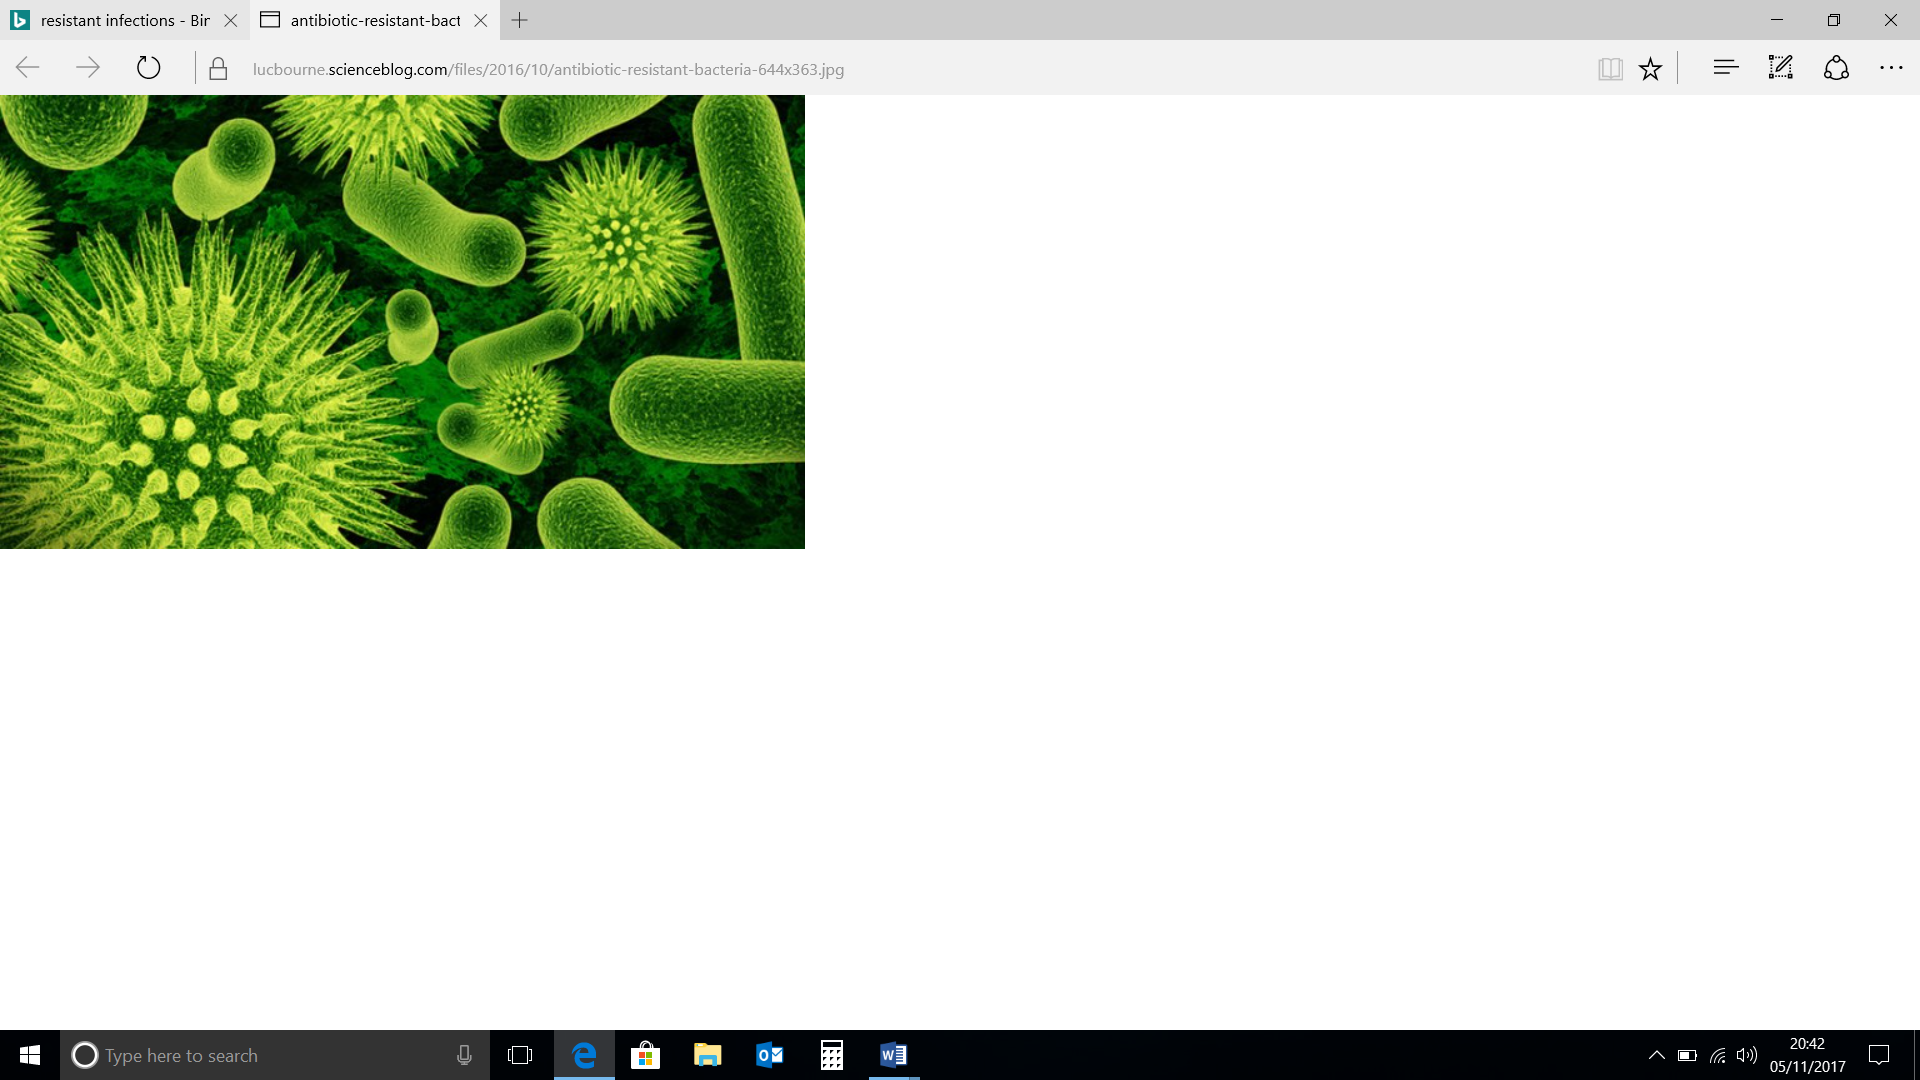 resistant infections - Bin
antibiotic-resistant-bact
lucbourne.scienceblog.com/files/2016/10/antibiotic-resistant-bacteria-644x363.jpg
Type here to search
20:42
05/11/2017